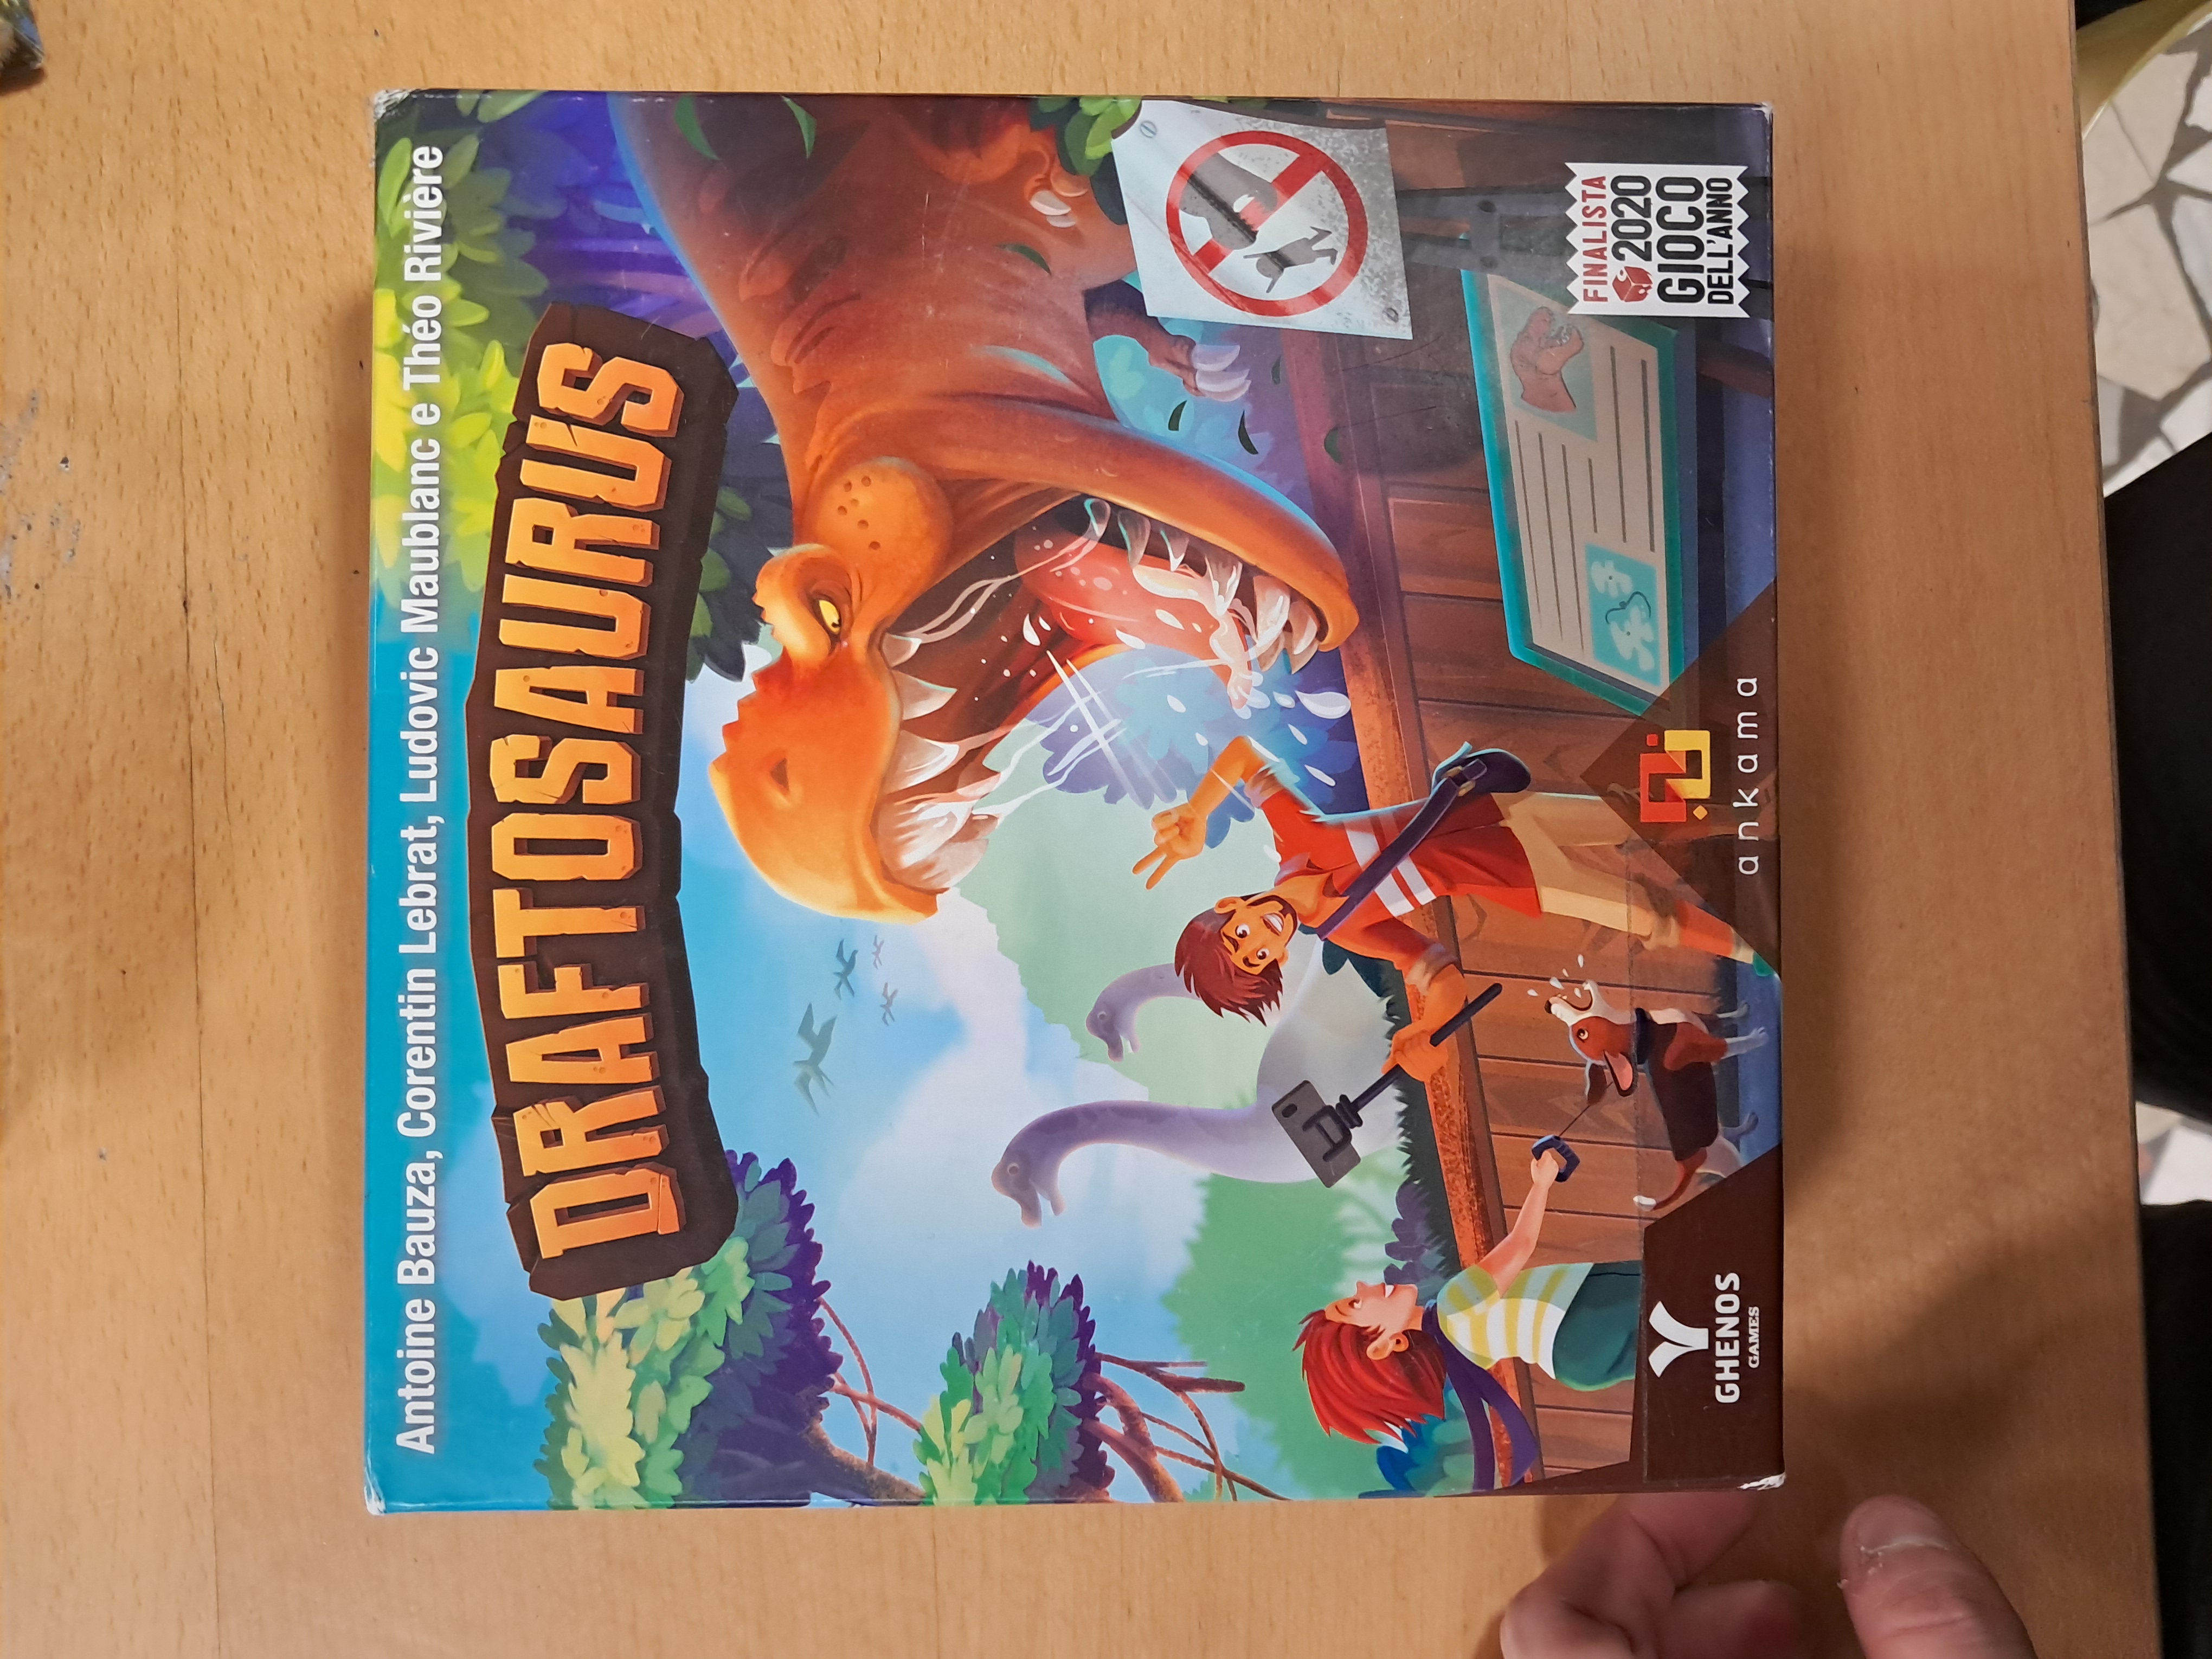 Antoine Bauza, Corentin Lebrat, Ludovic Maublanc e Théo Rivière
DRAFTOSAURUS
FINALISTA
2020
GIOCO
DELL'ANNO
GHENOS
GAMES
ankama